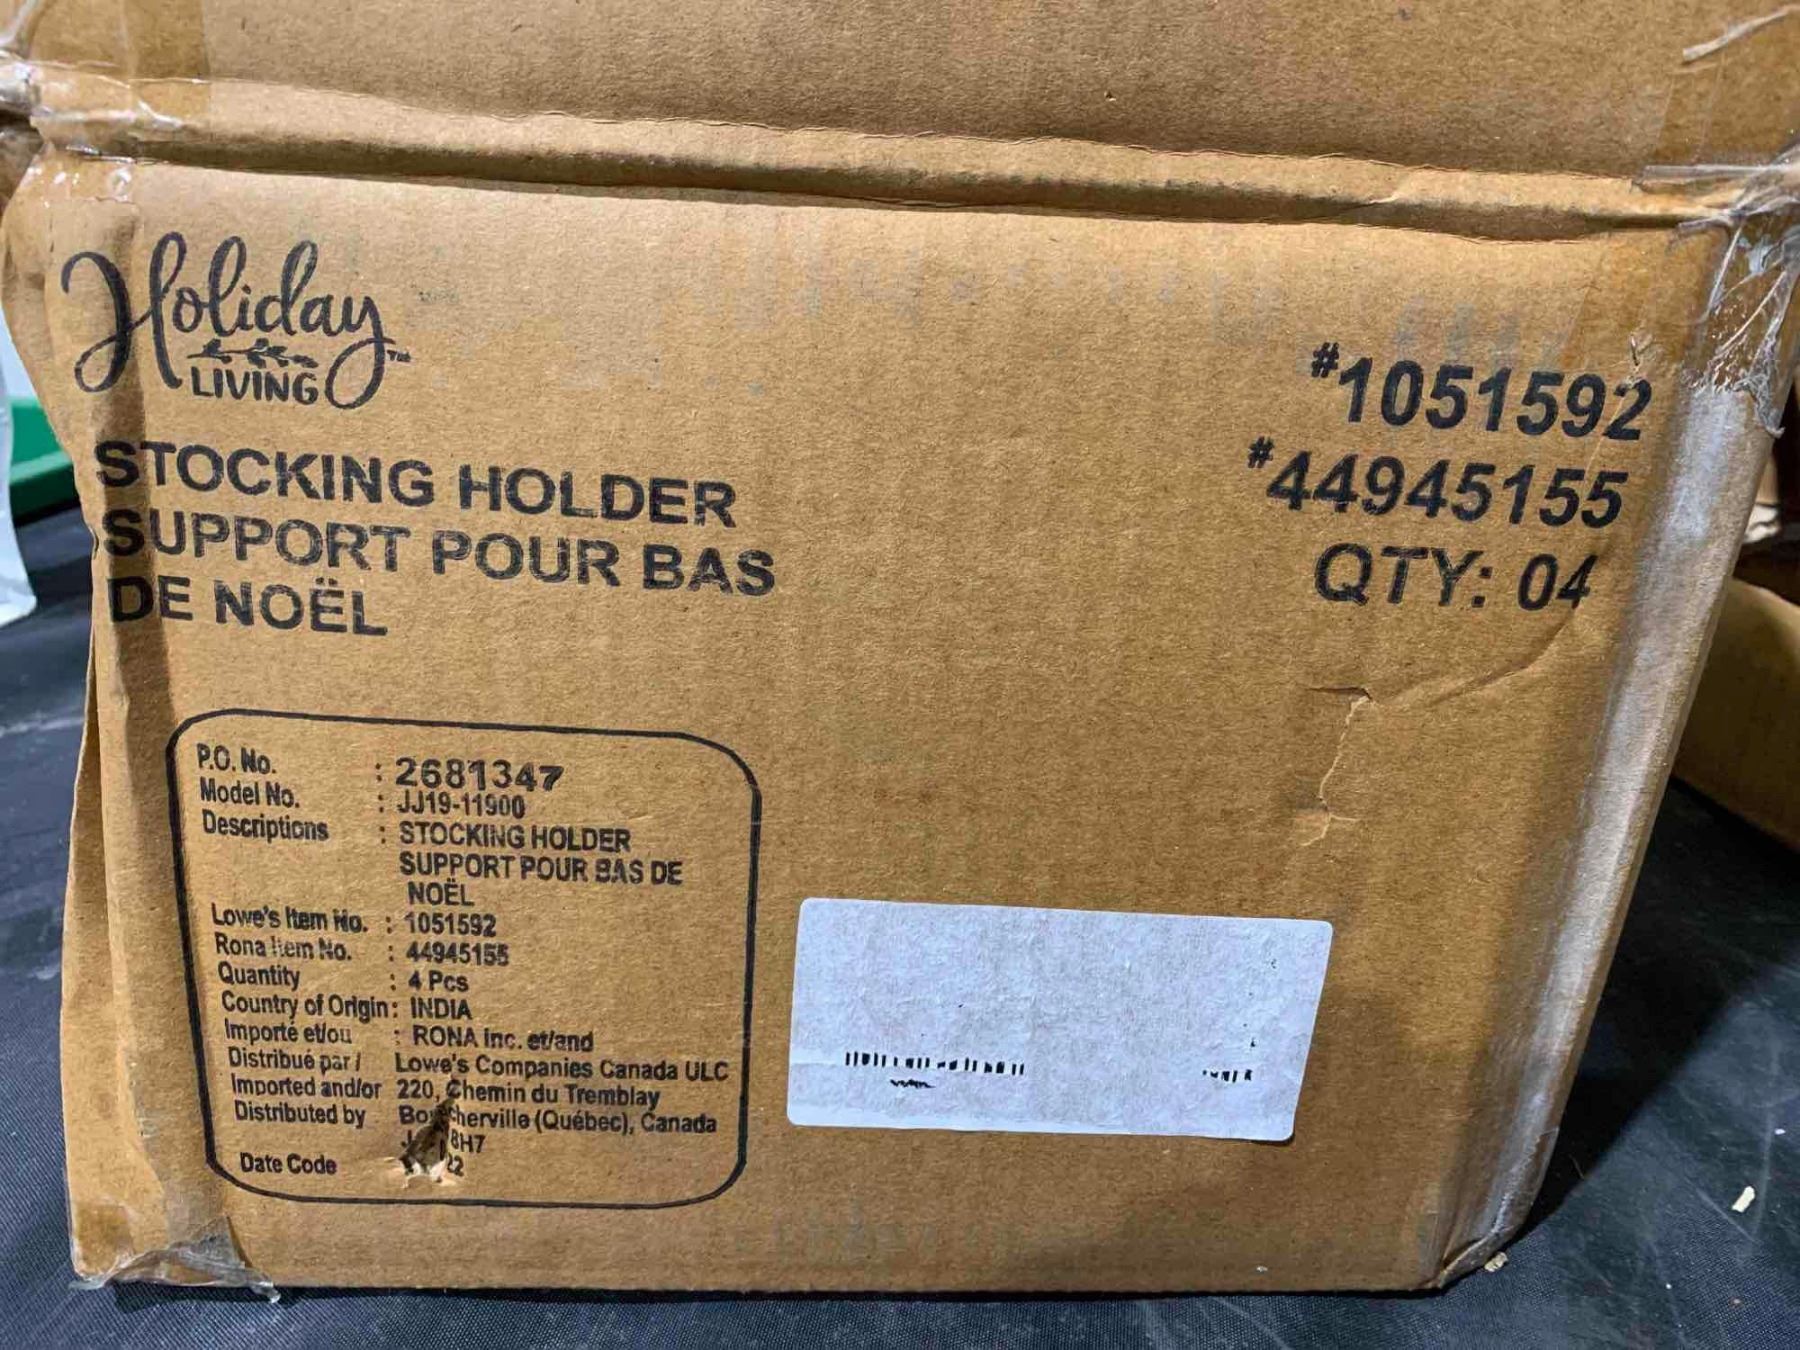 Holiday
LIVING™
STOCKING HOLDER
SUPPORT POUR BAS
DE NOËL
#1051592
#44945155
QTY: 04
P.O. No. : 2681347
Model No. : JJ19-11900
Descriptions : STOCKING HOLDER
SUPPORT POUR BAS DE
NOËL
Lowe's Item No. : 1051592
Rona Item No. : 44945155
Quantity : 4 Pcs
Country of Origin : INDIA
Importé et/ou : RONA inc. et/and
Distribué par / Lowe's Companies Canada ULC
Imported and/or 220, Chemin du Tremblay
Distributed by (Québec), Canada
8H7
Date Code 22